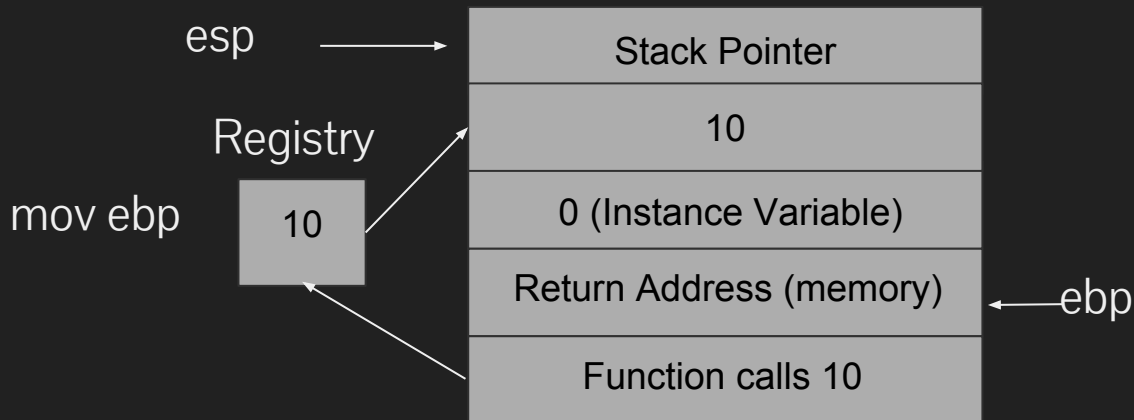 esp
Stack Pointer
10
Registry
mov ebp
10
0 (Instance Variable)
Return Address (memory)
ebp
Function calls 10